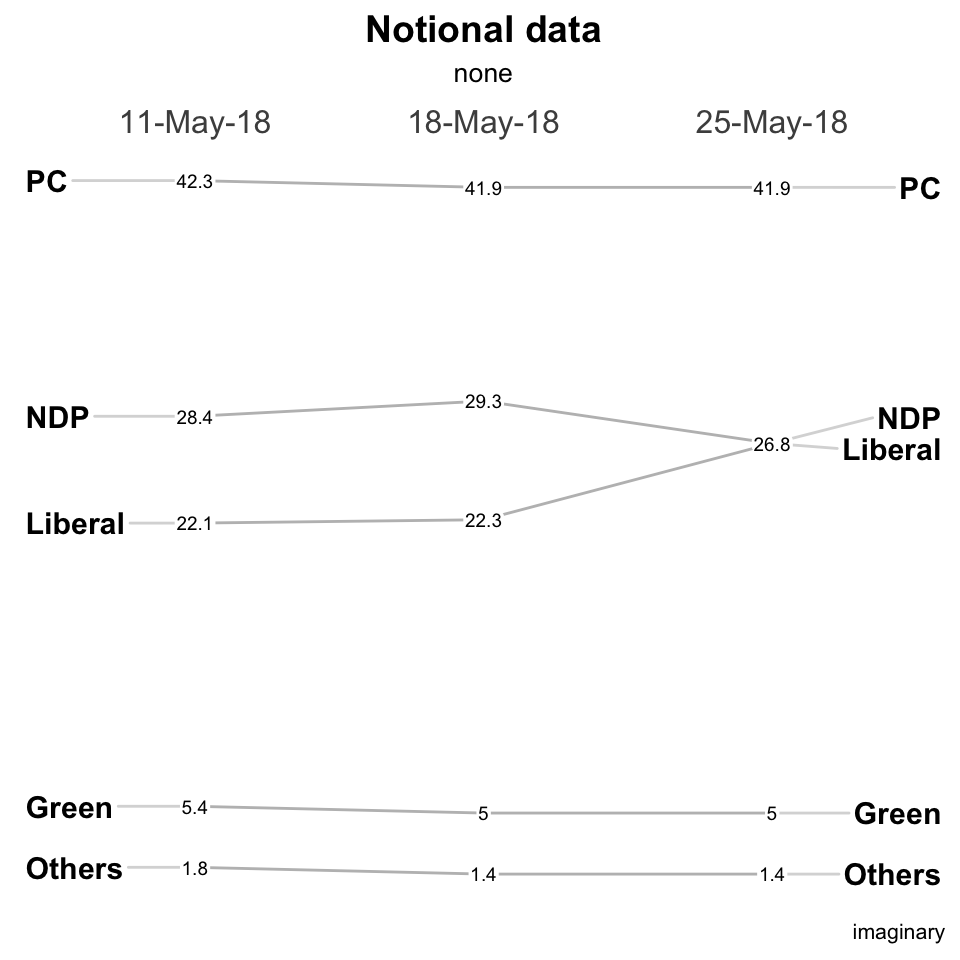 Notional data
none
11-May-18 18-May-18 25-May-18
PC 42.3 41.9 41.9 PC
NDP 28.4 29.3 NDP
26.8 Liberal
Liberal 22.1 22.3
Green 5.4 5 5 Green
Others 1.8 1.4 1.4 Others
imaginary